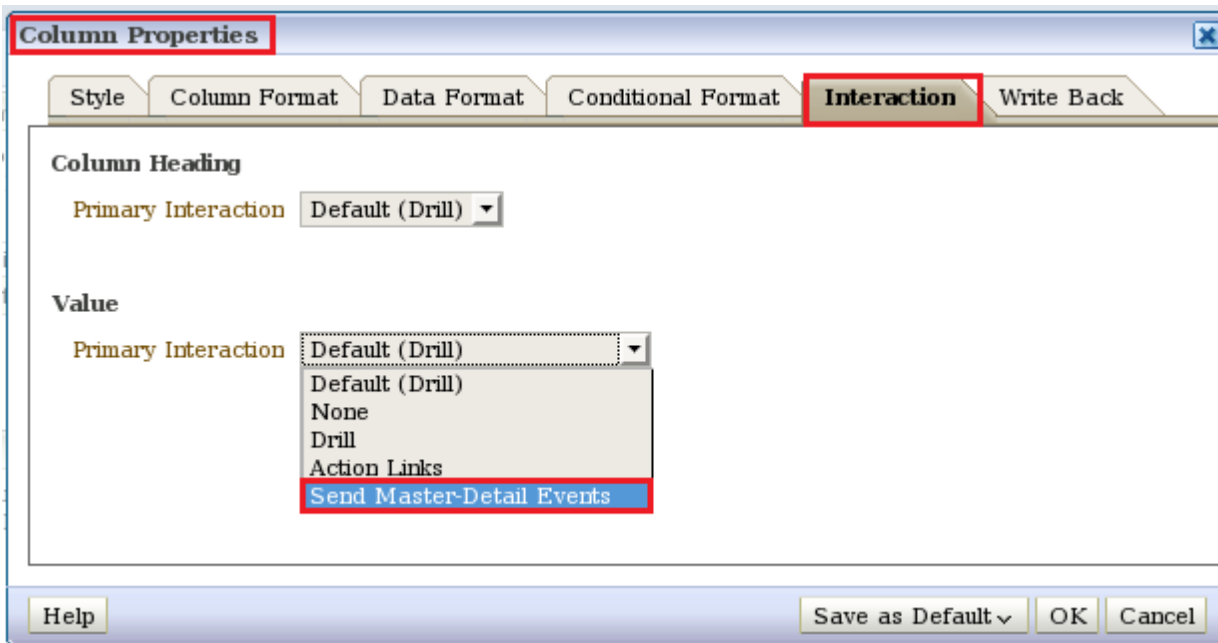 Column Properties
Style Column Format Data Format Conditional Format Interaction Write Back
Column Heading
Primary Interaction Default (Drill)
Value
Primary Interaction Default (Drill)
Default (Drill)
None
Drill
Action Links
Send Master-Detail Events
Help Save as Default OK Cancel